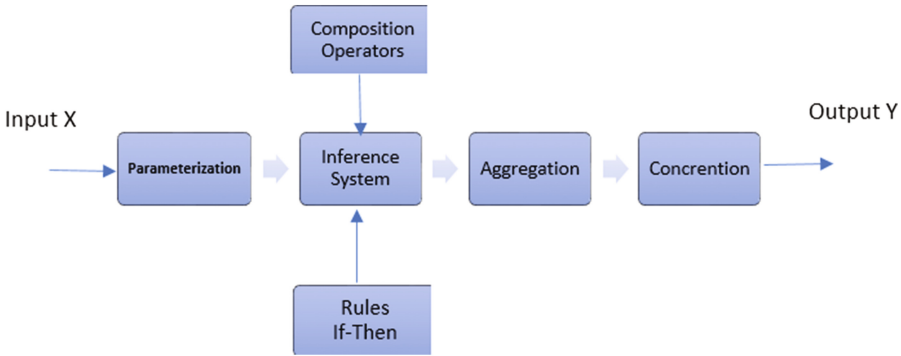 Composition
Operators
Input X
Output Y
Parameterization
Inference
System
Aggregation
Concrention
Rules
If-Then